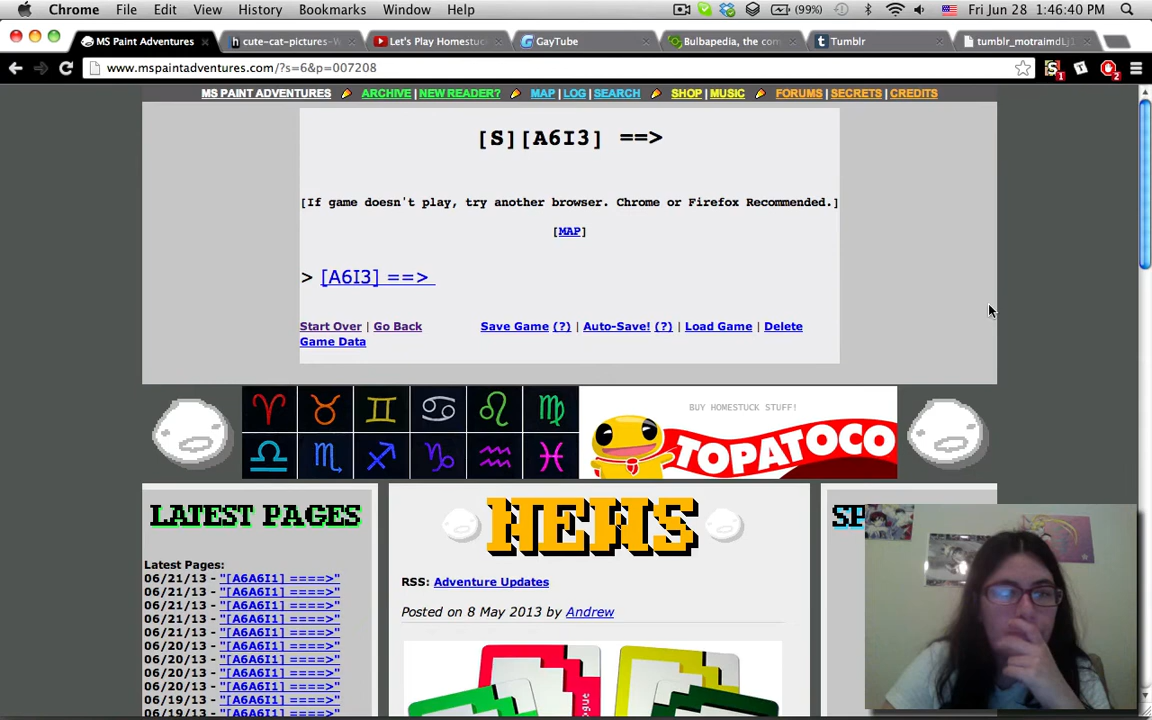 Chrome File Edit View History Bookmarks Window Help (99%) Fri Jun 28 1:46:40 PM
MS Paint Adventures cute-cat-pictures-W Let's Play Homestuc GayTube Bulbapedia, the com Tumblr tumblr_motraimdLj1
www.mspaintadventures.com/?s=6&p=007208
MS PAINT ADVENTURES ARCHIVE | NEW READER? MAP | LOG | SEARCH SHOP | MUSIC FORUMS | SECRETS | CREDITS
[S][A6I3] ==>
[If game doesn't play, try another browser. Chrome or Firefox Recommended.]
[MAP]
> [A6I3] ==>
Start Over | Go Back Save Game (?) | Auto-Save! (?) | Load Game | Delete
Game Data
BUY HOMESTUCK STUFF!
TOPATOCO
LATEST PAGES
Latest Pages:
06/21/13 - "[A6A6I1] ====>"
06/21/13 - "[A6A6I1] ====>"
06/21/13 - "[A6A6I1] ====>"
06/21/13 - "[A6A6I1] ====>"
06/21/13 - "[A6A6I1] ====>"
06/20/13 - "[A6A6I1] ====>"
06/20/13 - "[A6A6I1] ====>"
06/20/13 - "[A6A6I1] ====>"
06/20/13 - "[A6A6I1] ====>"
06/19/13 - "[A6A6I1] ====>"
06/19/13 - "[A6A6I1] ====>"
NEWS
RSS: Adventure Updates
Posted on 8 May 2013 by Andrew
SP